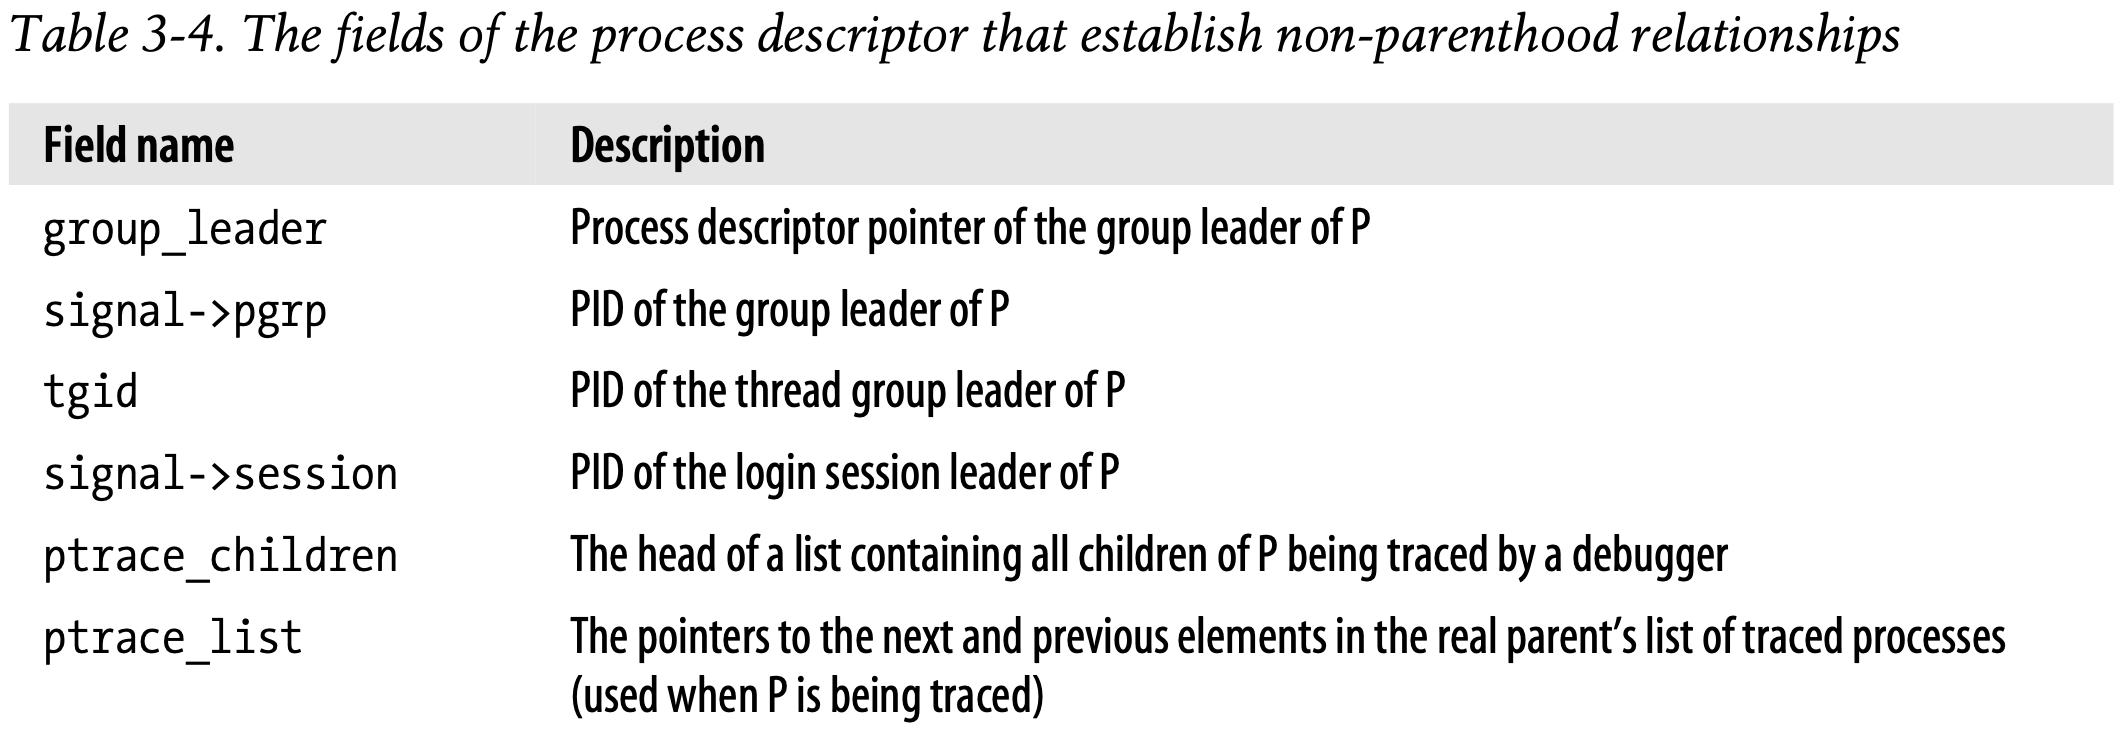 Table 3-4. The fields of the process descriptor that establish non-parenthood relationships
Field name Description
group_leader Process descriptor pointer of the group leader of P
signal->pgrp PID of the group leader of P
tgid PID of the thread group leader of P
signal->session PID of the login session leader of P
ptrace_children The head of a list containing all children of P being traced by a debugger
ptrace_list The pointers to the next and previous elements in the real parent’s list of traced processes
(used when P is being traced)